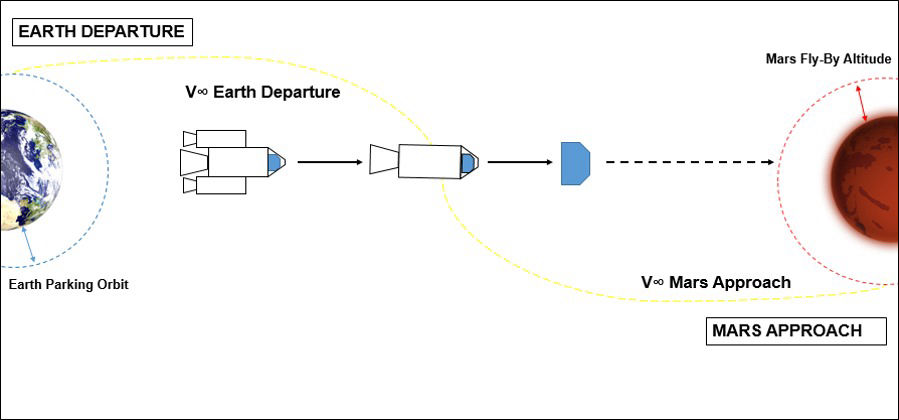 EARTH DEPARTURE
Mars Fly-By Altitude
V∞ Earth Departure
Earth Parking Orbit
V∞ Mars Approach
MARS APPROACH